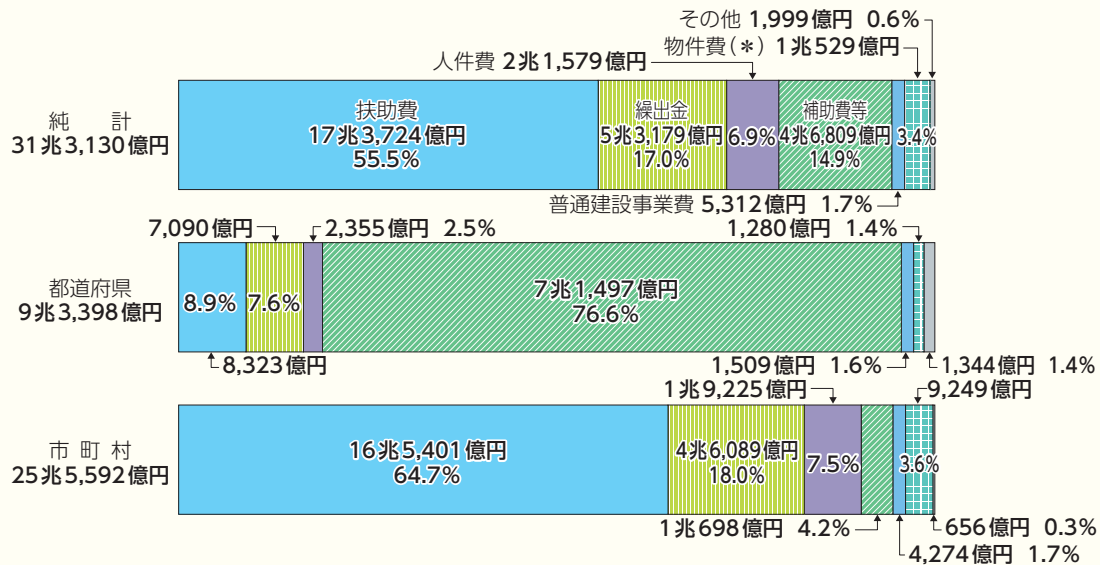 その他 1,999億円 0.6%
物件費(＊) 1兆529億円
人件費 2兆1,579億円
純計
31兆3,130億円
扶助費
17兆3,724億円
55.5%
繰出金
5兆3,179億円
17.0%
6.9%
補助費等
4兆6,809億円
14.9%
3.4%
普通建設事業費 5,312億円 1.7%
7,090億円
2,355億円 2.5%
1,280億円 1.4%
都道府県
9兆3,398億円
8.9%
7.6%
7兆1,497億円
76.6%
8,323億円
1,509億円 1.6%
1,344億円 1.4%
1兆9,225億円
9,249億円
市町村
25兆5,592億円
16兆5,401億円
64.7%
4兆6,089億円
18.0%
7.5%
3.6%
1兆698億円 4.2%
656億円 0.3%
4,274億円 1.7%